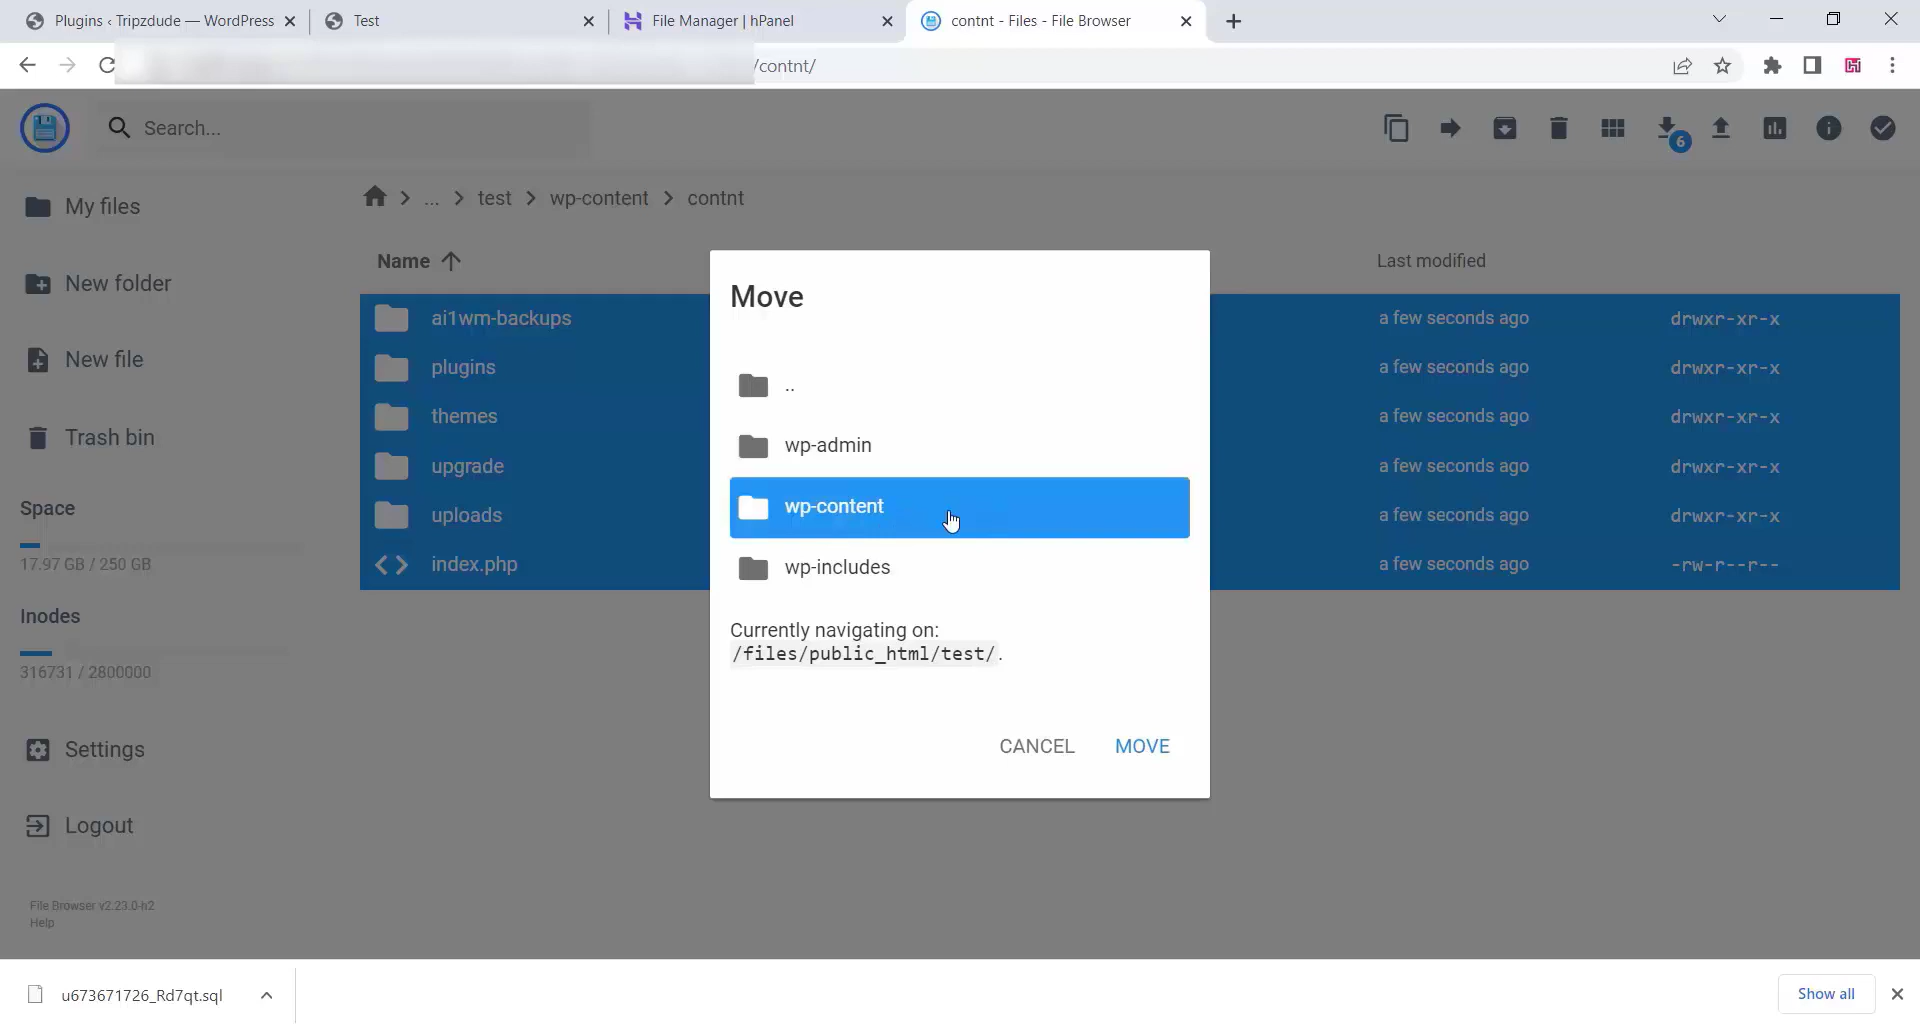 Plugins ‹ Tripzdude — WordPress
Test
File Manager | hPanel
contnt - Files - File Browser
/contnt/
Search...
6
My files
New folder
New file
Trash bin
Space
17.97 GB / 250 GB
Inodes
316731 / 2800000
Settings
Logout
File Browser v2.23.0-h2
Help
... test wp-content contnt
Name
Last modified
ai1wm-backups a few seconds ago drwxr-xr-x
plugins a few seconds ago drwxr-xr-x
themes a few seconds ago drwxr-xr-x
upgrade a few seconds ago drwxr-xr-x
uploads a few seconds ago drwxr-xr-x
index.php a few seconds ago -rw-r--r--
Move
..
wp-admin
wp-content
wp-includes
Currently navigating on:
/files/public_html/test/.
CANCEL MOVE
u673671726_Rd7qt.sql
Show all